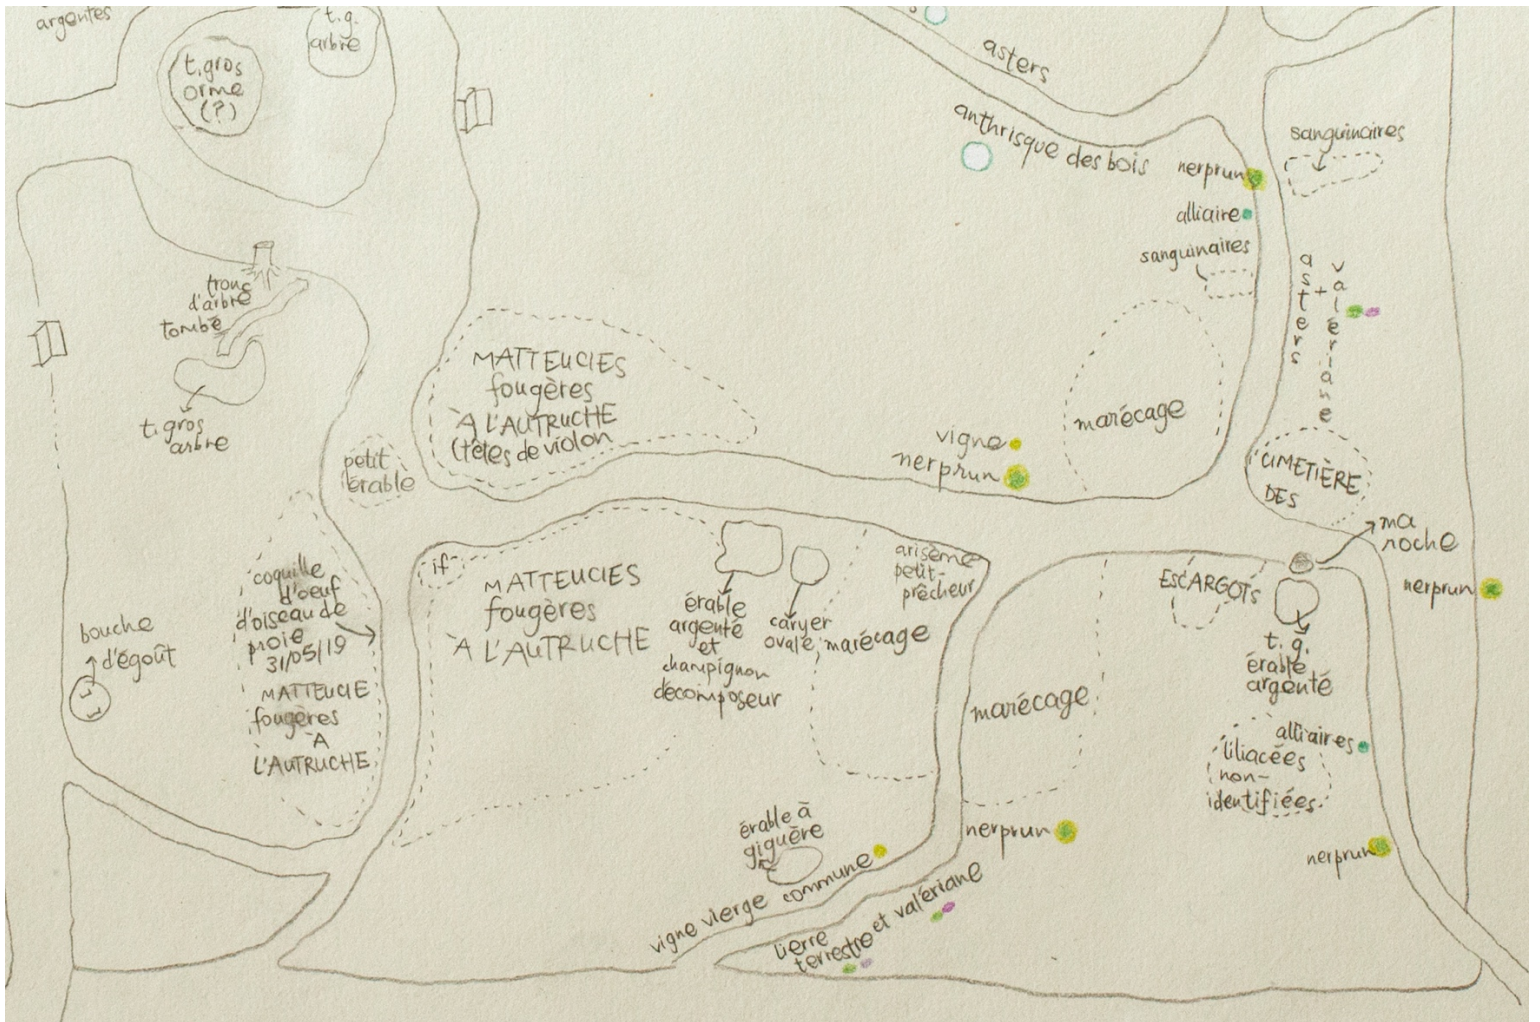 argentes
t.gros
orme
(?)
t.g.
arbre
asters
anthrisque des bois
nerprun
alliaire
sanguinaires
sanguinaires
asters
+
valériane
tronc
d'arbre
tombé
t.gros
arbre
petit
érable
MATTEUCIES
fougères
À L'AUTRUCHE
(têtes de violon
marécage
vigne
nerprun
CIMETIÈRE
DES
ESCARGOTS
ma
roche
nerprun
coquille
d'oeuf
d'oiseau de
proie
31/05/19
MATTEUCIE
fougères
À
L'AUTRUCHE
bouche
d'égoût
if
MATTEUCIES
fougères
À L'AUTRUCHE
érable
argenté
et
champignon
décomposeur
caryer
ovale
arisème
petit-
prêcheur
marécage
marécage
t.g.
érable
argenté
alliaires
liliacées
non-
identifiées
nerprun
nerprun
érable à
giguère
vigne vierge commune
lierre
terrestre et valériane